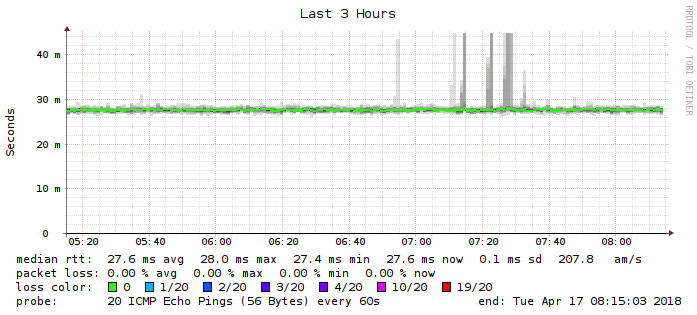 Last 3 Hours
RRDTOOL / TOBI OETIKER
Seconds
40 m
30 m
20 m
10 m
0
05:20 05:40 06:00 06:20 06:40 07:00 07:20 07:40 08:00
median rtt: 27.6 ms avg 28.0 ms max 27.4 ms min 27.6 ms now 0.1 ms sd 207.8 am/s
packet loss: 0.00 % avg 0.00 % max 0.00 % min 0.00 % now
loss color: 0 1/20 2/20 3/20 4/20 10/20 19/20
probe: 20 ICMP Echo Pings (56 Bytes) every 60s end: Tue Apr 17 08:15:03 2018